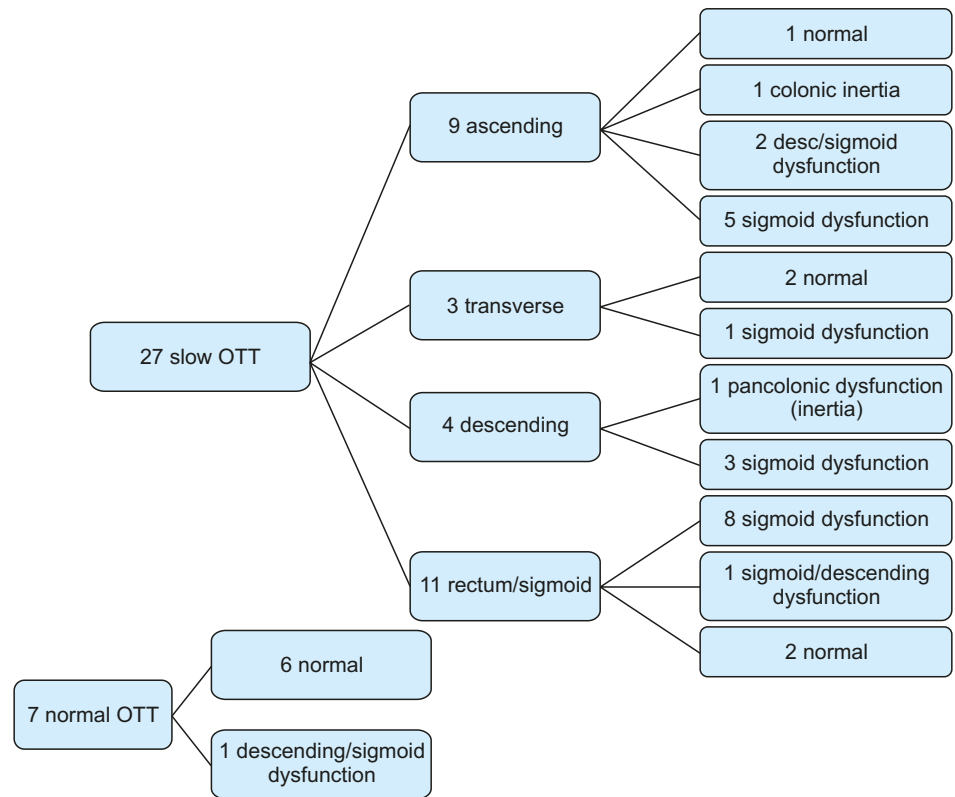 27 slow OTT
9 ascending
1 normal
1 colonic inertia
2 desc/sigmoid
dysfunction
5 sigmoid dysfunction
3 transverse
2 normal
1 sigmoid dysfunction
4 descending
1 pancolonic dysfunction
(inertia)
3 sigmoid dysfunction
11 rectum/sigmoid
8 sigmoid dysfunction
1 sigmoid/descending
dysfunction
2 normal
7 normal OTT
6 normal
1 descending/sigmoid
dysfunction